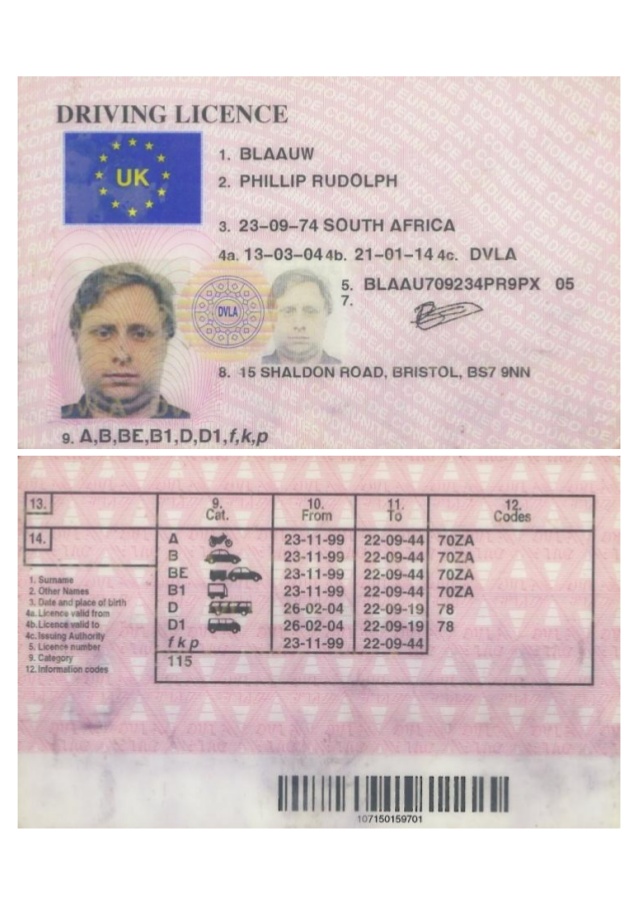 DRIVING LICENCE
UK
1. BLAAUW
2. PHILLIP RUDOLPH
3. 23-09-74 SOUTH AFRICA
4a. 13-03-04 4b. 21-01-14 4c. DVLA
5. BLAAU709234PR9PX 05
7.
DVLA
8. 15 SHALDON ROAD, BRISTOL, BS7 9NN
9. A,B,BE,B1,D,D1,f,k,p
13. 9. 10. 11. 12.
Cat. From To Codes
14. A 23-11-99 22-09-44 70ZA
B 23-11-99 22-09-44 70ZA
BE 23-11-99 22-09-44 70ZA
B1 23-11-99 22-09-44 70ZA
D 26-02-04 22-09-19 78
D1 26-02-04 22-09-19 78
f k p 23-11-99 22-09-44
115
1. Surname
2. Other Names
3. Date and place of birth
4a. Licence valid from
4b. Licence valid to
4c. Issuing Authority
5. Licence number
9. Category
12. Information codes
107150159701